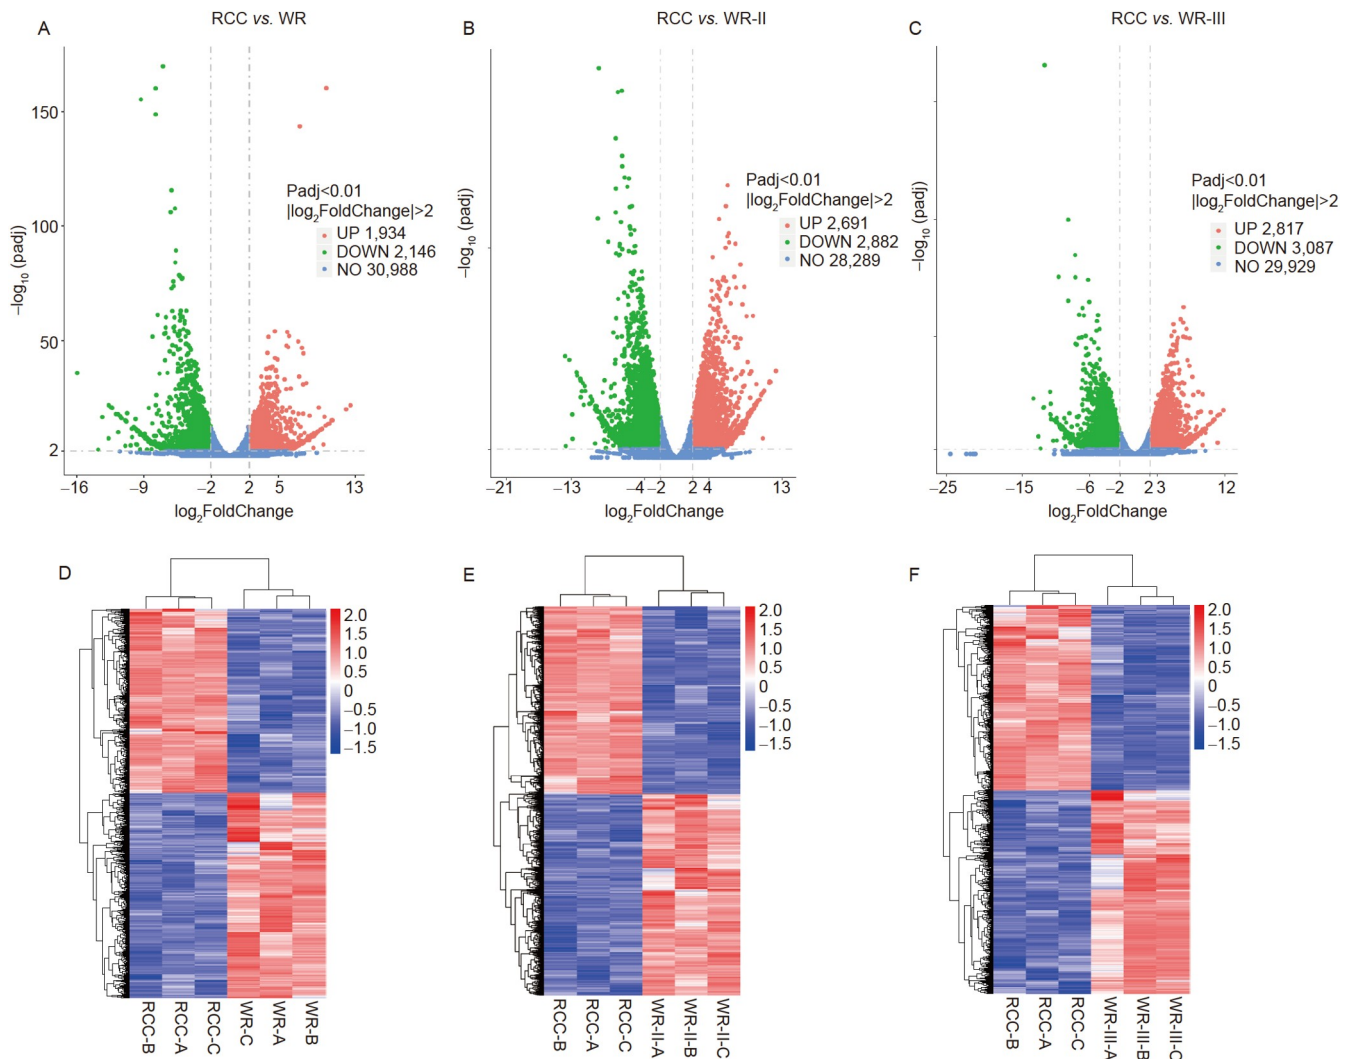 RCC vs. WR
A
−log10 (padj)
150
100
50
2
Padj<0.01
|log2FoldChange|>2
UP 1,934
DOWN 2,146
NO 30,988
−16
−9
−2
2
5
13
log2FoldChange
RCC vs. WR-II
B
−log10 (padj)
Padj<0.01
|log2FoldChange|>2
UP 2,691
DOWN 2,882
NO 28,289
−21
−13
−4
−2
2
4
13
log2FoldChange
RCC vs. WR-III
C
−log10 (padj)
Padj<0.01
|log2FoldChange|>2
UP 2,817
DOWN 3,087
NO 29,929
−25
−15
−6
−2
2
3
12
log2FoldChange
D
2.0
1.5
1.0
0.5
0
−0.5
−1.0
−1.5
RCC-B
RCC-A
RCC-C
WR-C
WR-A
WR-B
E
2.0
1.5
1.0
0.5
0
−0.5
−1.0
−1.5
RCC-B
RCC-A
RCC-C
WR-II-A
WR-II-B
WR-II-C
F
2.0
1.5
1.0
0.5
0
−0.5
−1.0
−1.5
RCC-B
RCC-A
RCC-C
WR-III-A
WR-III-B
WR-III-C